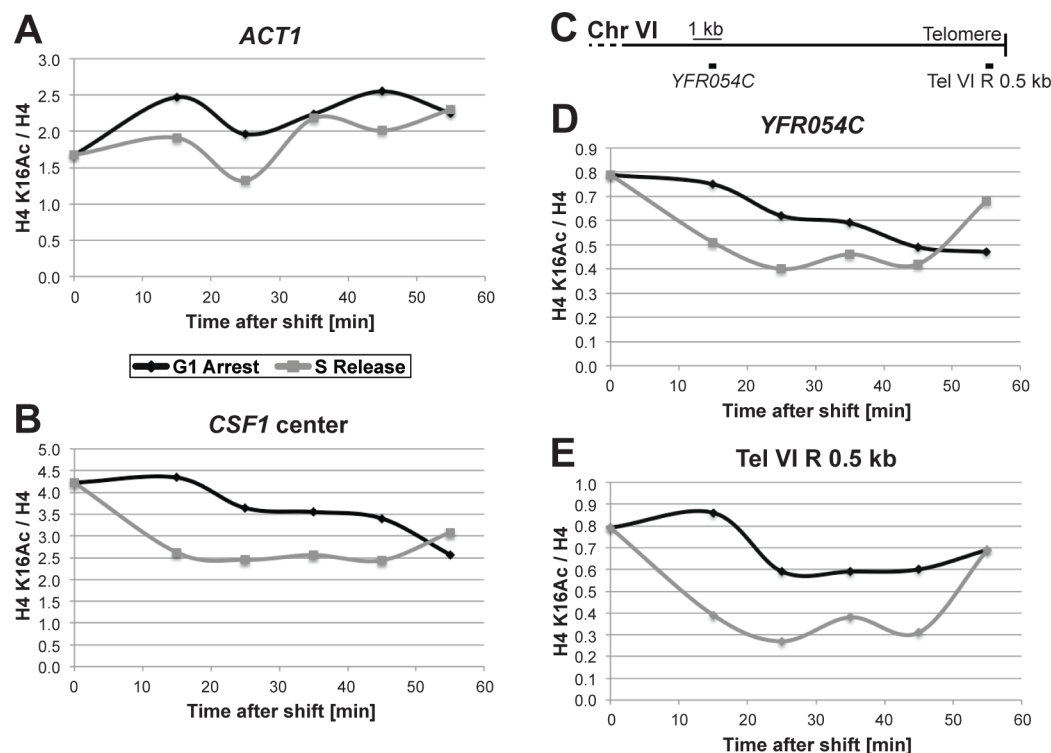 A
ACT1
H4 K16Ac / H4
3.0
2.5
2.0
1.5
1.0
0.5
0.0
0 10 20 30 40 50 60
Time after shift [min]
G1 Arrest S Release
B
CSF1 center
H4 K16Ac / H4
5.0
4.5
4.0
3.5
3.0
2.5
2.0
1.5
1.0
0.5
0.0
0 10 20 30 40 50 60
Time after shift [min]
C
Chr VI 1 kb Telomere
YFR054C Tel VI R 0.5 kb
D
YFR054C
H4 K16Ac / H4
0.9
0.8
0.7
0.6
0.5
0.4
0.3
0.2
0.1
0.0
0 10 20 30 40 50 60
Time after shift [min]
E
Tel VI R 0.5 kb
H4 K16Ac / H4
1.0
0.9
0.8
0.7
0.6
0.5
0.4
0.3
0.2
0.1
0.0
0 10 20 30 40 50 60
Time after shift [min]